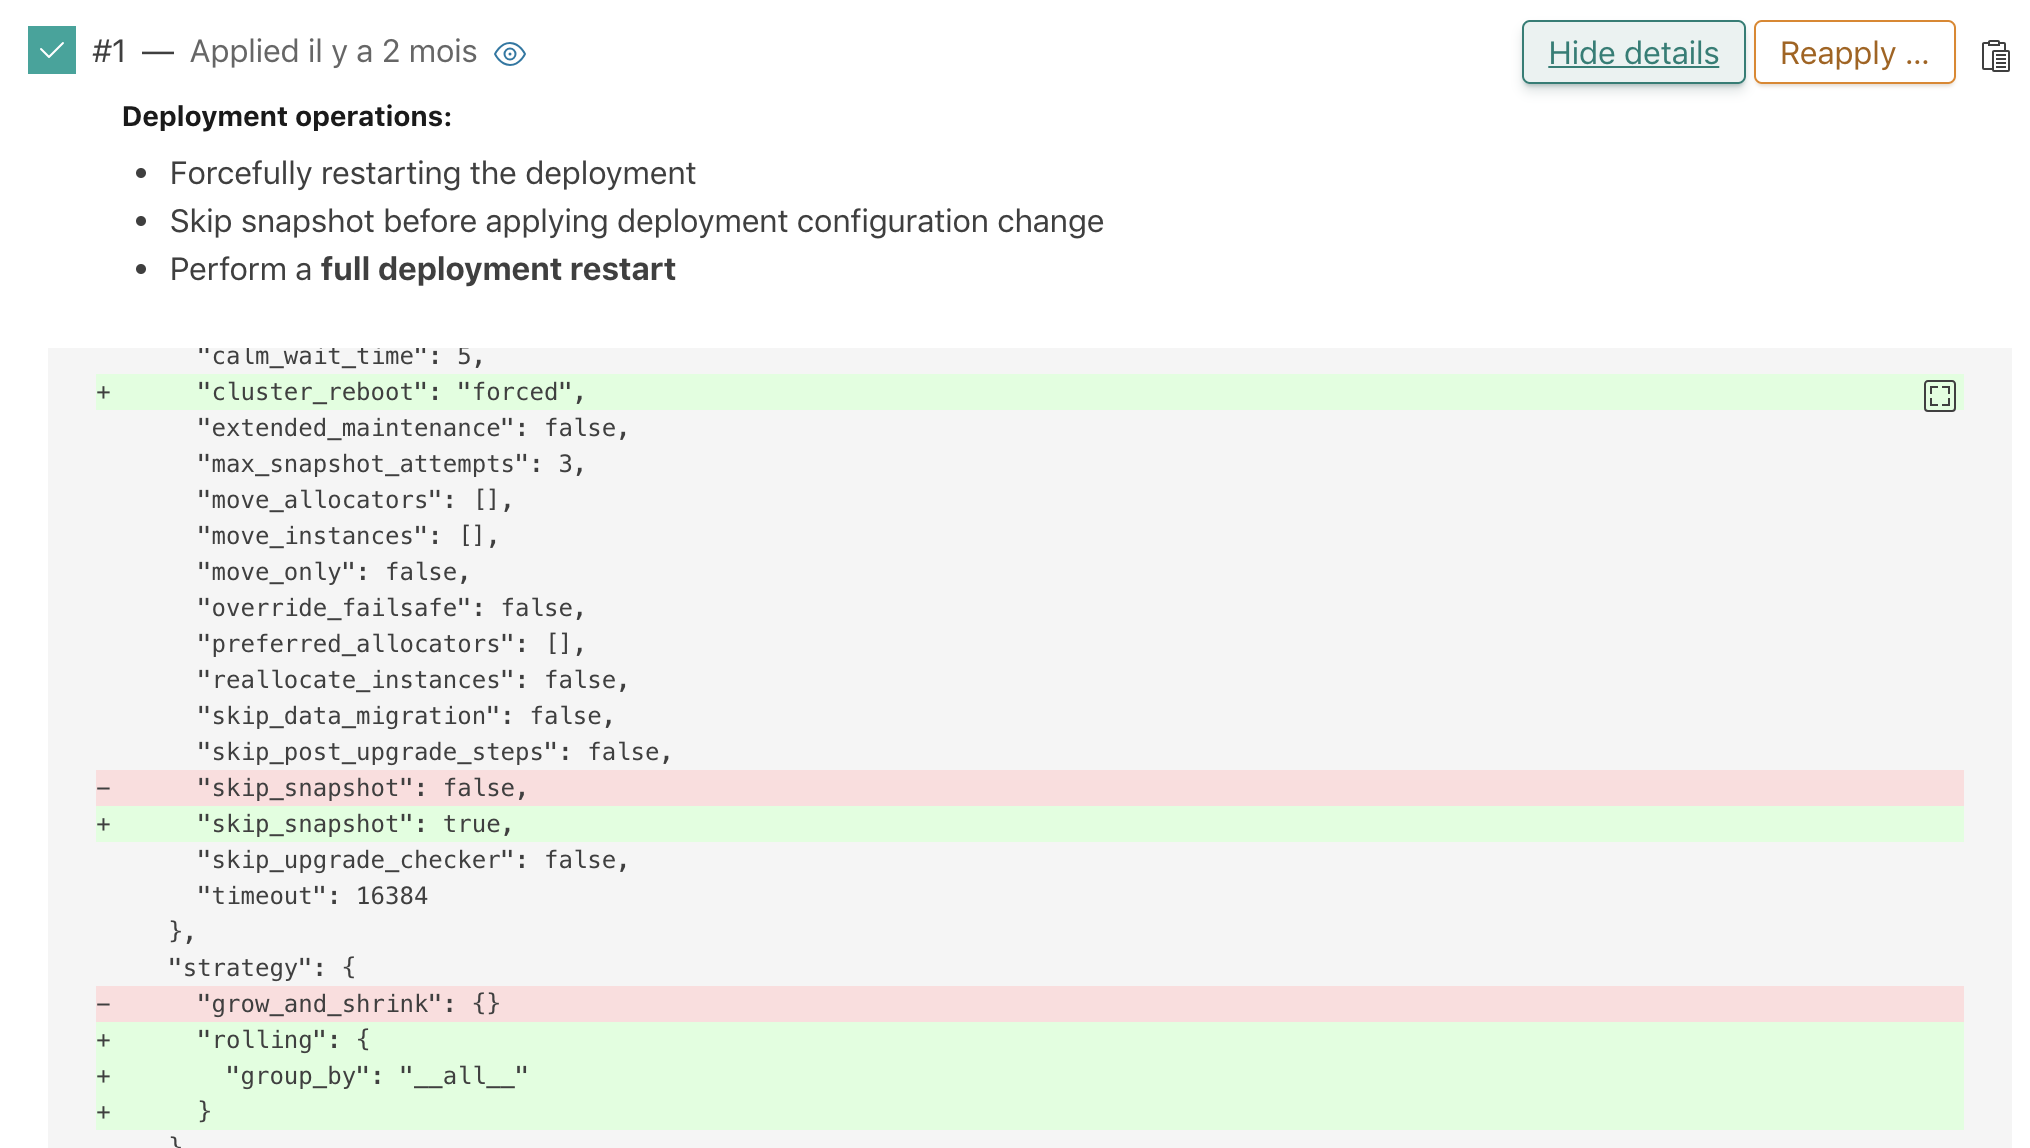 #1 — Applied il y a 2 mois
Hide details
Reapply ...
Deployment operations:
• Forcefully restarting the deployment
• Skip snapshot before applying deployment configuration change
• Perform a full deployment restart
"calm_wait_time": 5,
+ "cluster_reboot": "forced",
"extended_maintenance": false,
"max_snapshot_attempts": 3,
"move_allocators": [],
"move_instances": [],
"move_only": false,
"override_failsafe": false,
"preferred_allocators": [],
"reallocate_instances": false,
"skip_data_migration": false,
"skip_post_upgrade_steps": false,
− "skip_snapshot": false,
+ "skip_snapshot": true,
"skip_upgrade_checker": false,
"timeout": 16384
},
"strategy": {
− "grow_and_shrink": {}
+ "rolling": {
+ "group_by": "__all__"
+ }
}